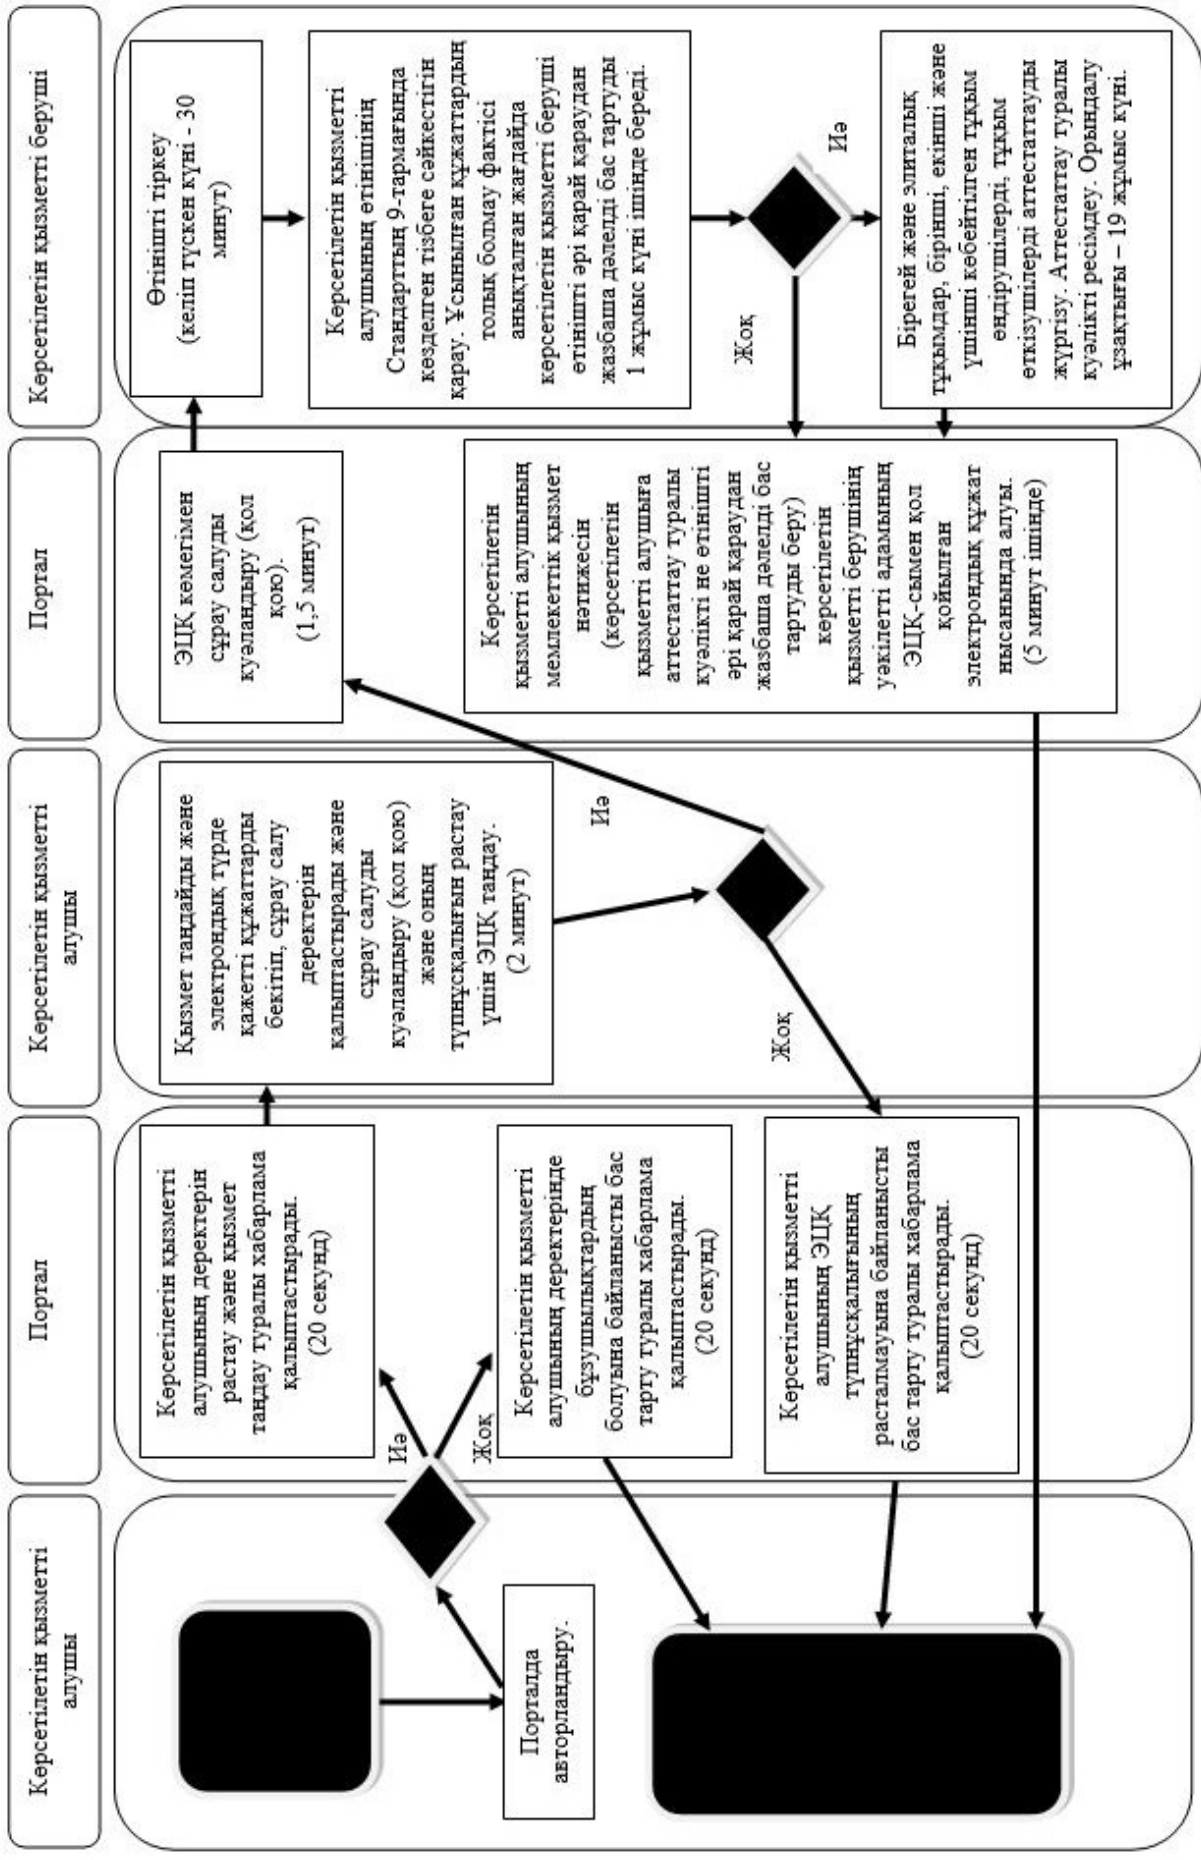 Көрсетілетін қызметті
алушы
Портал
Көрсетілетін қызметті
алушы
Портал
Көрсетілетін қызметті беруші
Порталда
авторландыру.
Иә
Жоқ
Көрсетілетін қызметті
алушының деректерін
растау және қызмет
таңдау туралы хабарлама
қалыптастырады.
(20 секунд)
Көрсетілетін қызметті
алушының деректерінде
бұзушылықтардың
болуына байланысты бас
тарту туралы хабарлама
қалыптастырады.
(20 секунд)
Көрсетілетін қызметті
алушының ЭЦҚ
түпнұсқалығының
расталмауына байланысты
бас тарту туралы хабарлама
қалыптастырады.
(20 секунд)
Қызмет таңдайды және
электрондық түрде
қажетті құжаттарды
бекітіп, сұрау салу
деректерін
қалыптастырады және
сұрау салуды
куәландыру (қол қою)
және оның
түпнұсқалығын растау
үшін ЭЦҚ таңдау.
(2 минут)
Иә
Жоқ
ЭЦҚ көмегімен
сұрау салуды
куәландыру (қол
қою).
(1,5 минут)
Көрсетілетін
қызметті алушының
мемлекеттік қызмет
нәтижесін
(көрсетілетін
қызметті алушыға
аттестаттау туралы
куәлікті не өтінішті
әрі қарай қараудан
жазбаша дәлелді бас
тартуды беру)
көрсетілетін
қызметті берушінің
уәкілетті адамының
ЭЦҚ-сымен қол
қойылған
электрондық құжат
нысанында алуы.
(5 минут ішінде)
Өтінішті тіркеу
(келіп түскен күні - 30
минут)
Көрсетілетін қызметті
алушының өтінішінің
Стандарттың 9-тармағында
көзделген тізбеге сәйкестігін
қарау. Ұсынылған құжаттардың
толық болмау фактісі
анықталған жағдайда
көрсетілетін қызметті беруші
өтінішті әрі қарай қараудан
жазбаша дәлелді бас тартуды
1 жұмыс күні ішінде береді.
Жоқ
Иә
Бірегей және элиталық
тұқымдар, бірінші, екінші және
үшінші көбейтілген тұқым
өндірушілерді, тұқым
өткізушілерді аттестаттауды
жүргізу. Аттестаттау туралы
куәлікті ресімдеу. Орындалу
ұзақтығы – 19 жұмыс күні.